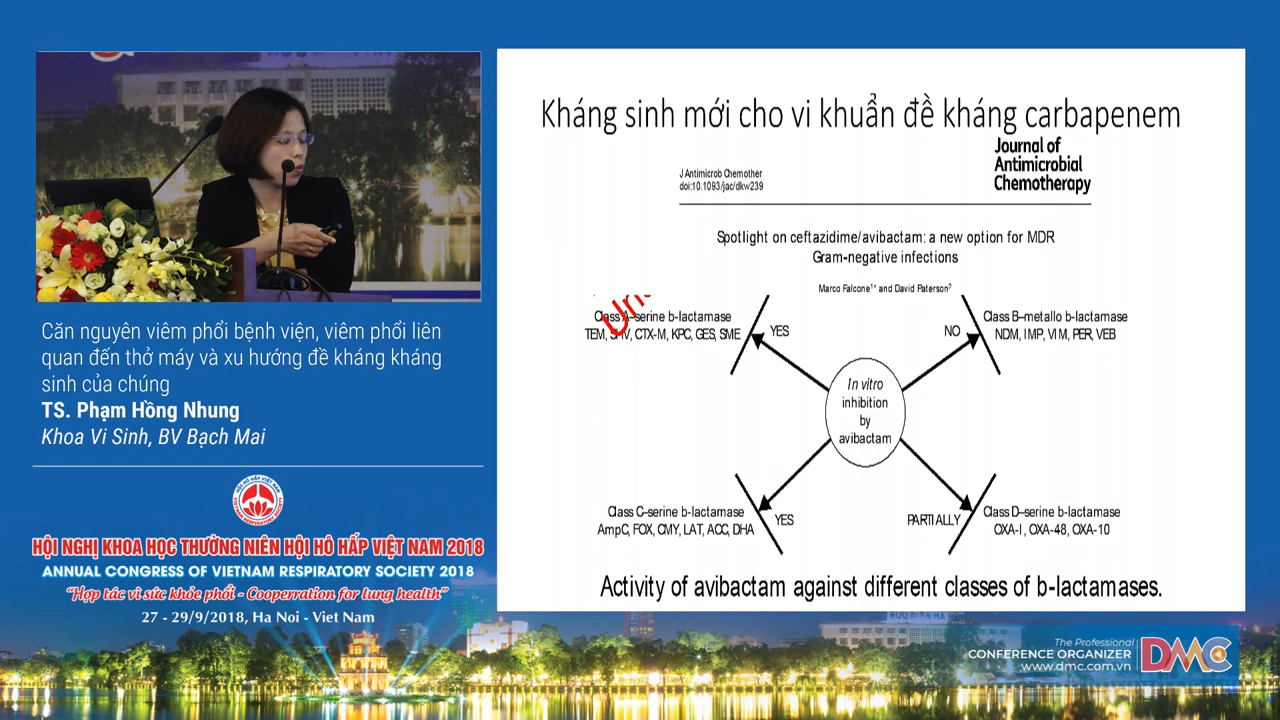 Kháng sinh mới cho vi khuẩn đề kháng carbapenem
J Antimicrob Chemother
doi:10.1093/jac/dkw239
Journal of
Antimicrobial
Chemotherapy
Spotlight on ceftazidime/avibactam: a new option for MDR
Gram-negative infections
Marco Falcone1* and David Paterson2
Class A–serine b-lactamase
TEM, SHV, CTX-M, KPC, GES, SME
YES
NO
Class B–metallo b-lactamase
NDM, IMP, VIM, PER, VEB
In vitro
inhibition
by
avibactam
Class C–serine b-lactamase
AmpC, FOX, CMY, LAT, ACC, DHA
YES
PARTIALLY
Class D–serine b-lactamase
OXA-I, OXA-48, OXA-10
Activity of avibactam against different classes of b-lactamases.
Căn nguyên viêm phổi bệnh viện, viêm phổi liên
quan đến thở máy và xu hướng đề kháng kháng
sinh của chúng
TS. Phạm Hồng Nhung
Khoa Vi Sinh, BV Bạch Mai
HỘI NGHỊ KHOA HỌC THƯỜNG NIÊN HỘI HÔ HẤP VIỆT NAM 2018
ANNUAL CONGRESS OF VIETNAM RESPIRATORY SOCIETY 2018
"Hợp tác vì sức khỏe phổi - Cooperration for lung health"
27 - 29/9/2018, Ha Noi - Viet Nam
The Professional
CONFERENCE ORGANIZER
www.dmc.com.vn
DMC